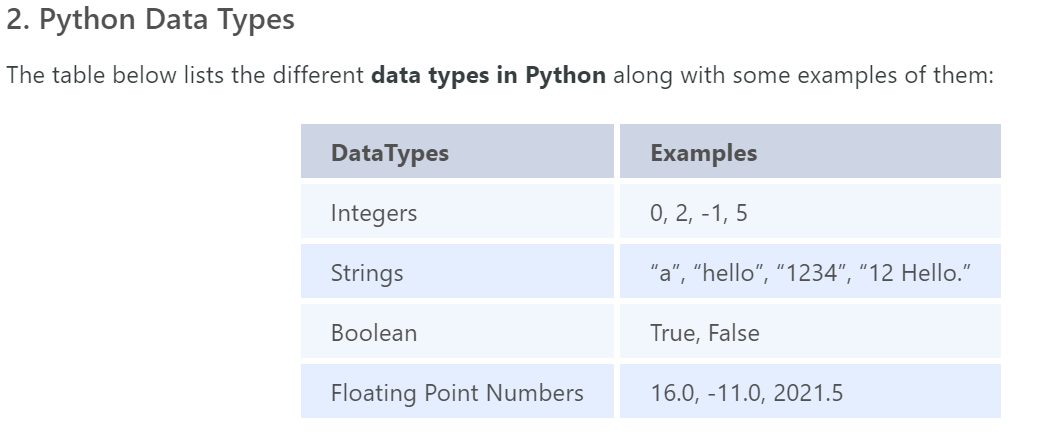 2. Python Data Types
The table below lists the different data types in Python along with some examples of them:
DataTypes Examples
Integers 0, 2, -1, 5
Strings “a”, “hello”, “1234”, “12 Hello.”
Boolean True, False
Floating Point Numbers 16.0, -11.0, 2021.5